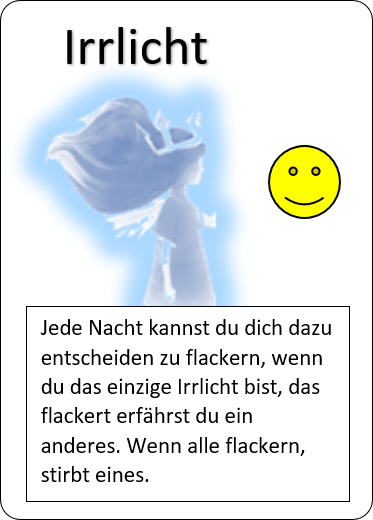 Irrlicht
Jede Nacht kannst du dich dazu
entscheiden zu flackern, wenn
du das einzige Irrlicht bist, das
flackert erfährst du ein
anderes. Wenn alle flackern,
stirbt eines.